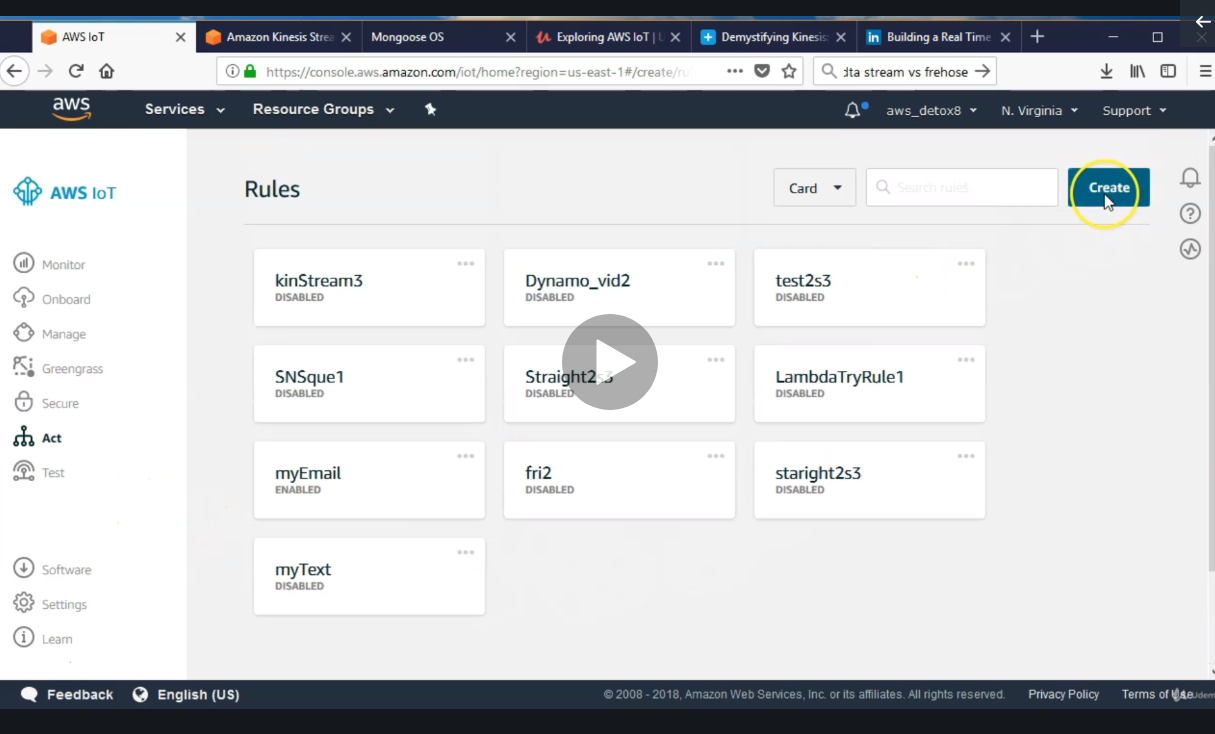 AWS IoT
Amazon Kinesis Strea
Mongoose OS
Exploring AWS IoT | U
Demystifying Kinesis:
in Building a Real Time
https://console.aws.amazon.com/iot/home?region=us-east-1#/create/ru
ata stream vs frehose
aws Services Resource Groups aws_detox8 N. Virginia Support
AWS IoT
Monitor
Onboard
Manage
Greengrass
Secure
Act
Test
Software
Settings
Learn
Rules
Card
Search rules
Create
kinStream3
DISABLED
Dynamo_vid2
DISABLED
test2s3
DISABLED
SNSque1
DISABLED
Straight2s3
DISABLED
LambdaTryRule1
DISABLED
myEmail
ENABLED
fri2
DISABLED
staright2s3
DISABLED
myText
DISABLED
Feedback English (US)
© 2008 - 2018, Amazon Web Services, Inc. or its affiliates. All rights reserved. Privacy Policy Terms of Use